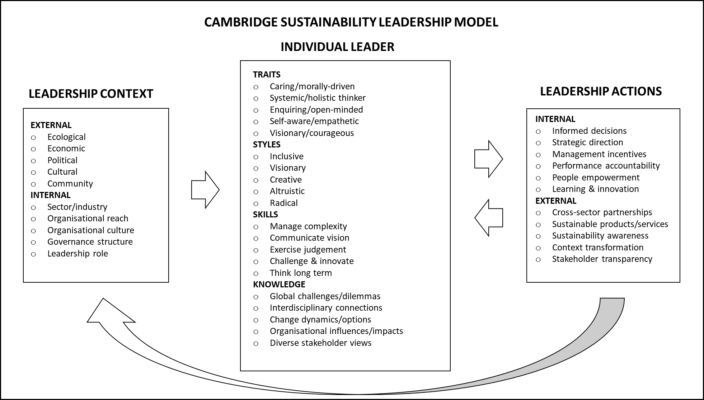 CAMBRIDGE SUSTAINABILITY LEADERSHIP MODEL
LEADERSHIP CONTEXT
EXTERNAL
o Ecological
o Economic
o Political
o Cultural
o Community
INTERNAL
o Sector/industry
o Organisational reach
o Organisational culture
o Governance structure
o Leadership role
INDIVIDUAL LEADER
TRAITS
o Caring/morally-driven
o Systemic/holistic thinker
o Enquiring/open-minded
o Self-aware/empathetic
o Visionary/courageous
STYLES
o Inclusive
o Visionary
o Creative
o Altruistic
o Radical
SKILLS
o Manage complexity
o Communicate vision
o Exercise judgement
o Challenge & innovate
o Think long term
KNOWLEDGE
o Global challenges/dilemmas
o Interdisciplinary connections
o Change dynamics/options
o Organisational influences/impacts
o Diverse stakeholder views
LEADERSHIP ACTIONS
INTERNAL
o Informed decisions
o Strategic direction
o Management incentives
o Performance accountability
o People empowerment
o Learning & innovation
EXTERNAL
o Cross-sector partnerships
o Sustainable products/services
o Sustainability awareness
o Context transformation
o Stakeholder transparency